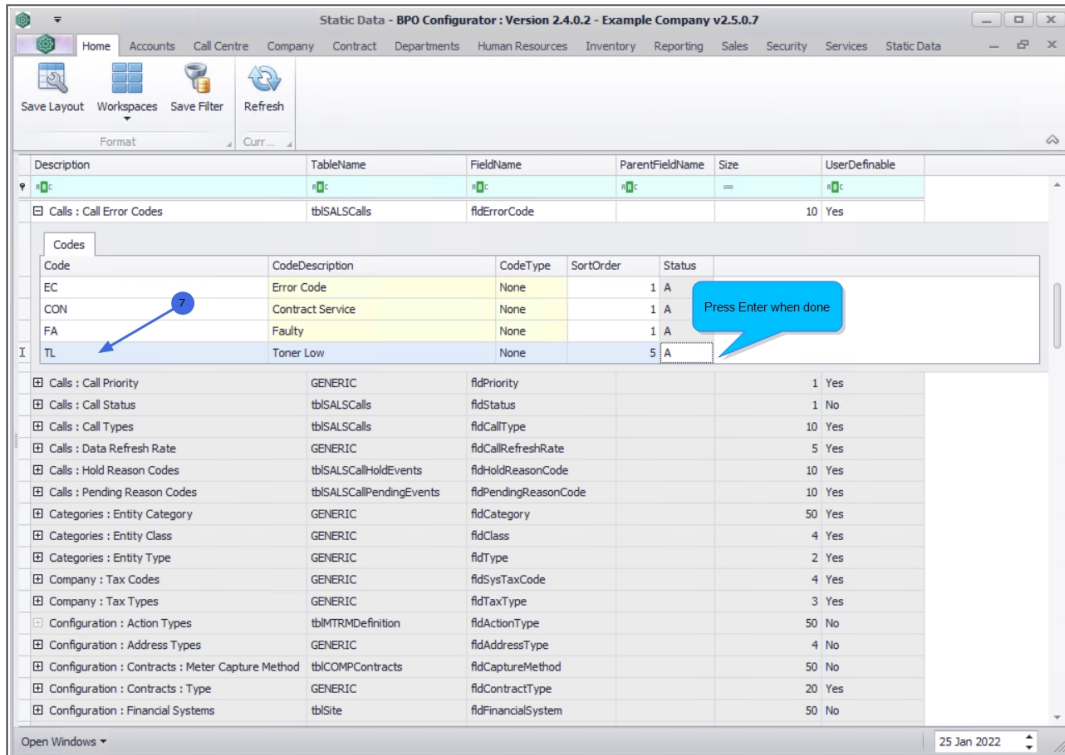 Static Data - BPO Configurator : Version 2.4.0.2 - Example Company v2.5.0.7
Home Accounts Call Centre Company Contract Departments Human Resources Inventory Reporting Sales Security Services Static Data
Save Layout Workspaces Save Filter Refresh
Format Curr...
Description TableName FieldName ParentFieldName Size UserDefinable
Calls : Call Error Codes tblSALSCalls fldErrorCode 10 Yes
Codes
Code CodeDescription CodeType SortOrder Status
EC Error Code None 1 A
CON Contract Service None 1 A
FA Faulty None 1 A
TL Toner Low None 5 A
7
Press Enter when done
Calls : Call Priority GENERIC fldPriority 1 Yes
Calls : Call Status tblSALSCalls fldStatus 1 No
Calls : Call Types tblSALSCalls fldCallType 10 Yes
Calls : Data Refresh Rate GENERIC fldCallRefreshRate 5 Yes
Calls : Hold Reason Codes tblSALSCallHoldEvents fldHoldReasonCode 10 Yes
Calls : Pending Reason Codes tblSALSCallPendingEvents fldPendingReasonCode 10 Yes
Categories : Entity Category GENERIC fldCategory 50 Yes
Categories : Entity Class GENERIC fldClass 4 Yes
Categories : Entity Type GENERIC fldType 2 Yes
Company : Tax Codes GENERIC fldSysTaxCode 4 Yes
Company : Tax Types GENERIC fldTaxType 3 Yes
Configuration : Action Types tblMTRMDefinition fldActionType 50 No
Configuration : Address Types GENERIC fldAddressType 4 No
Configuration : Contracts : Meter Capture Method tblCOMPContracts fldCaptureMethod 50 No
Configuration : Contracts : Type GENERIC fldContractType 20 Yes
Configuration : Financial Systems tblSite fldFinancialSystem 50 No
Open Windows 25 Jan 2022